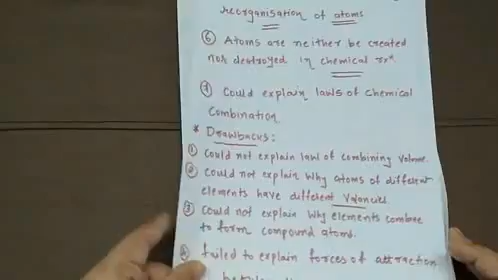 reorganisation of atoms
⑥ Atoms are neither be created
nor destroyed in chemical rxⁿ.
⑦ Could explain laws of chemical
Combination
* Drawbacks:
① Could not explain law of combining volume.
② Could not explain why atoms of different
elements have different valencies
③ Could not explain why elements combine
to form compound atoms.
④ failed to explain forces of attraction